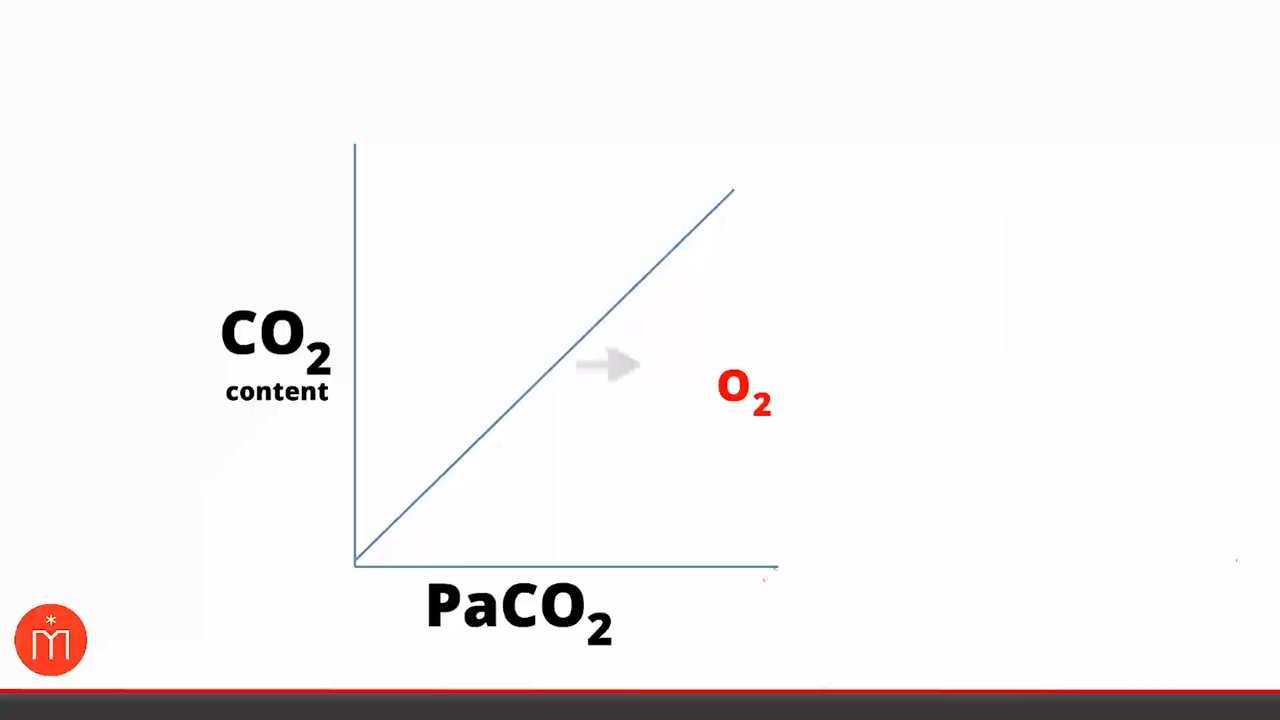 CO₂
content
O₂
PaCO₂